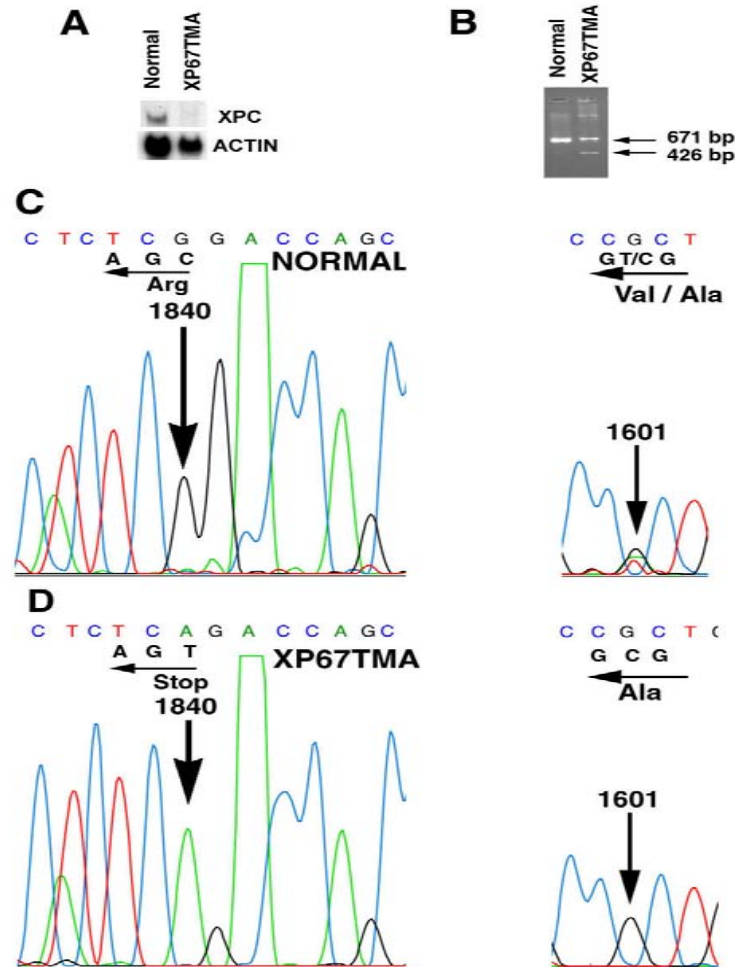 A
B
Normal
XP67TMA
XPC
ACTIN
Normal
XP67TMA
671 bp
426 bp
C
C T C T C G G A C C A G C
A G C
NORMAL
Arg
1840
C C G C T
G T/C G
Val / Ala
1601
D
C T C T C A G A C C A G C
A G T
XP67TMA
Stop
1840
C C G C T
G C G
Ala
1601